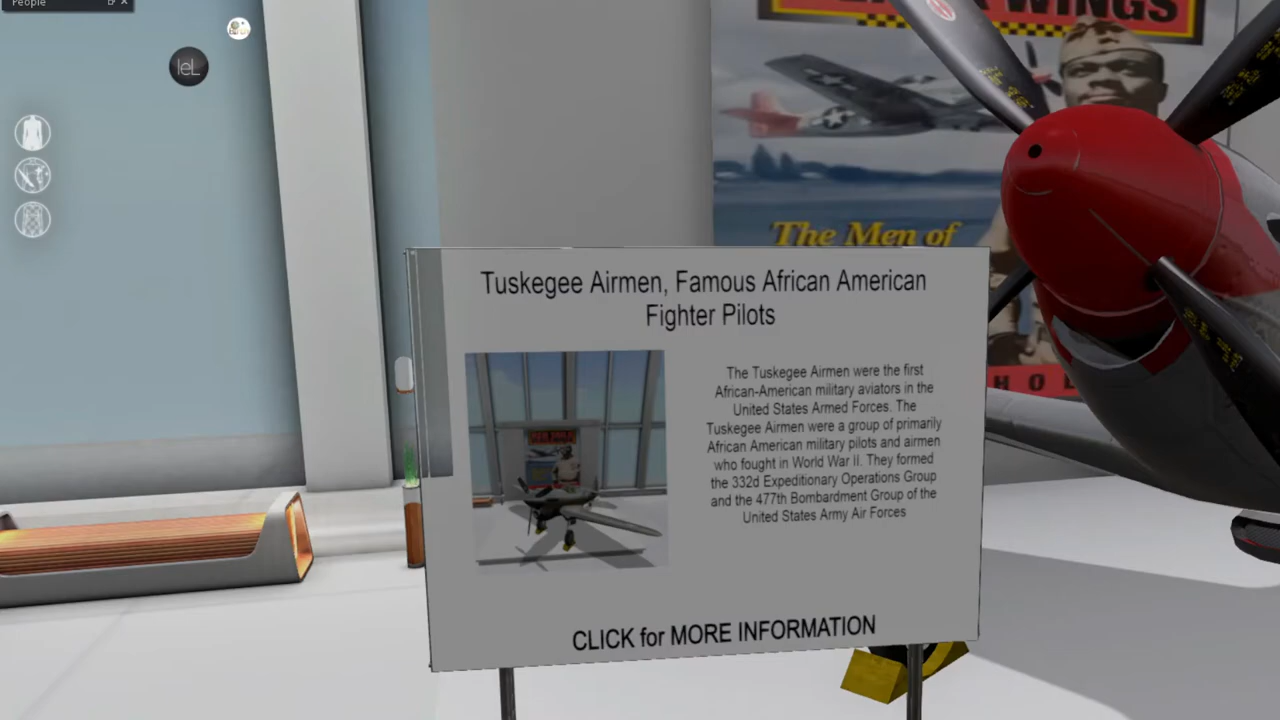 People
leL
WINGS
The Men of
Tuskegee Airmen, Famous African American
Fighter Pilots
The Tuskegee Airmen were the first
African-American military aviators in the
United States Armed Forces. The
Tuskegee Airmen were a group of primarily
African American military pilots and airmen
who fought in World War II. They formed
the 332d Expeditionary Operations Group
and the 477th Bombardment Group of the
United States Army Air Forces
CLICK for MORE INFORMATION